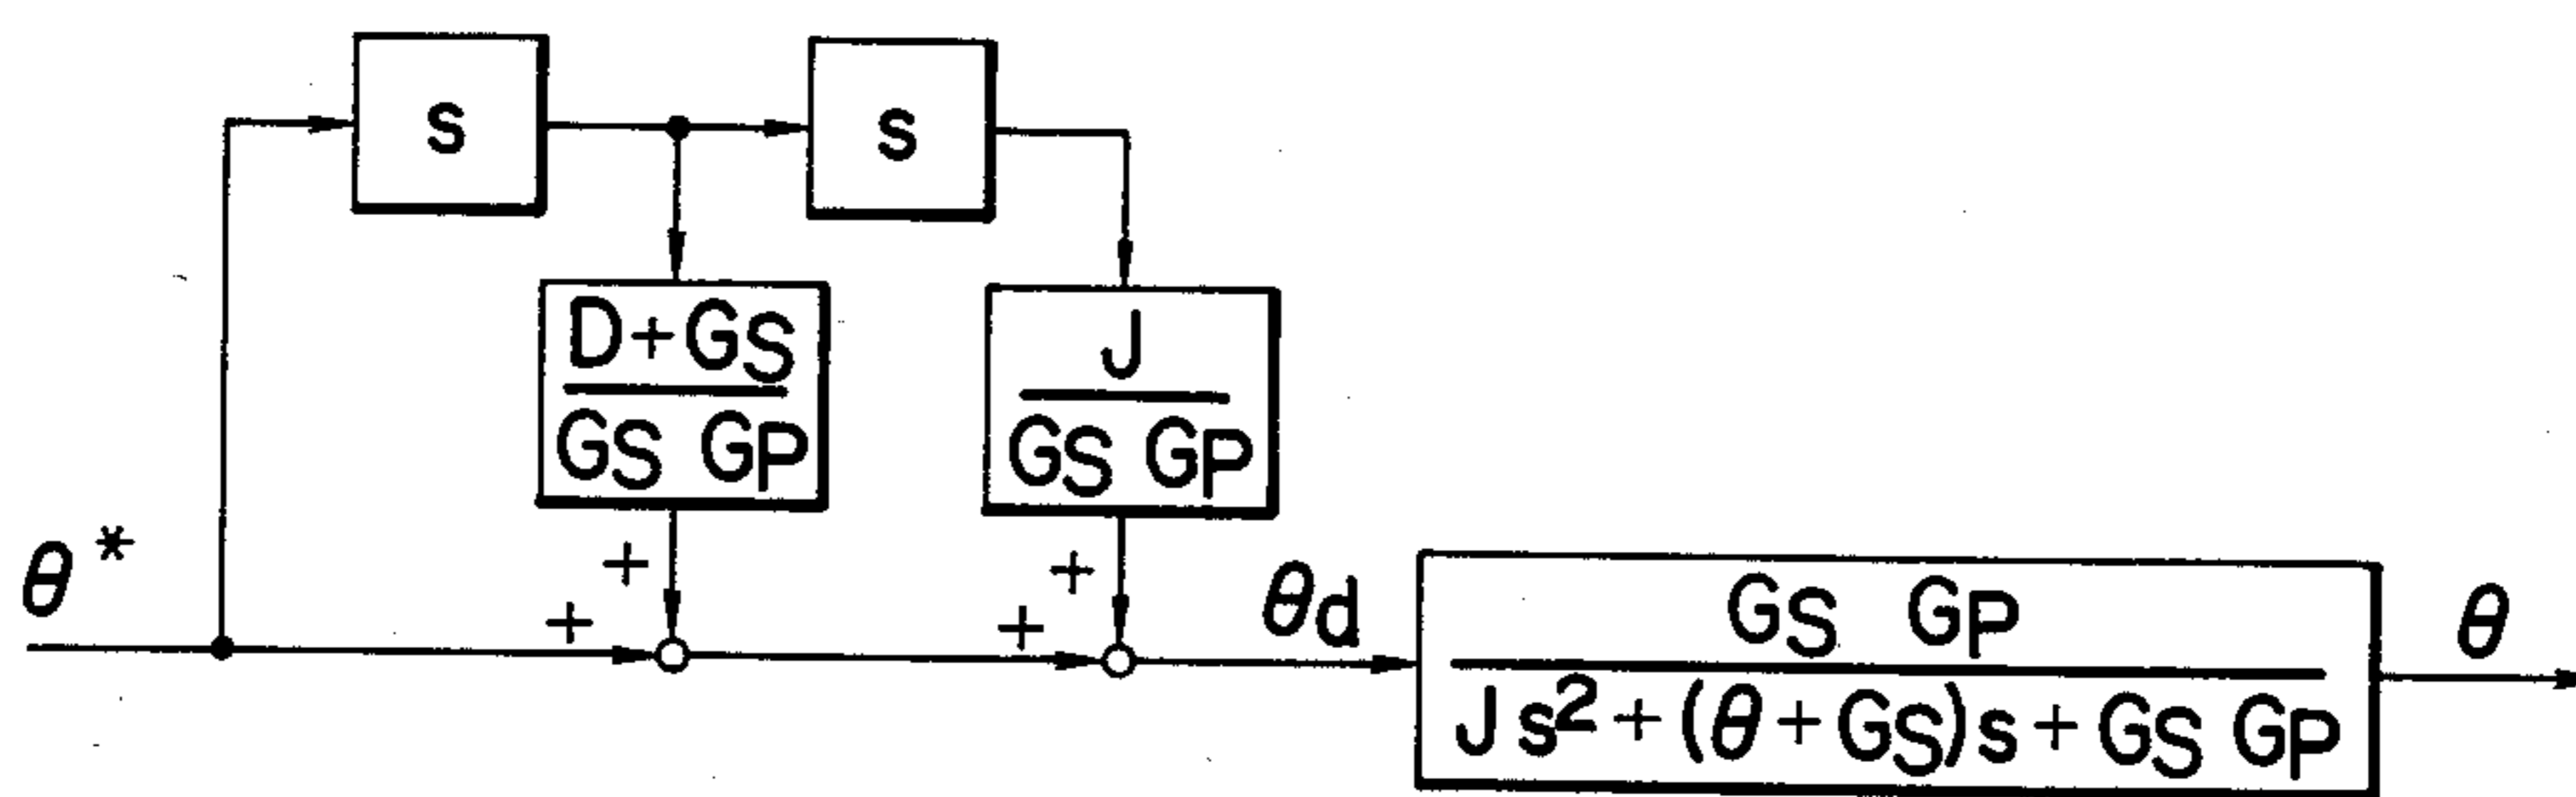 s
s
D+GS
GS GP
J
GS GP
θ*
+
+
+
+
θd
GS GP
Js²+(θ+GS)s+GS GP
θ